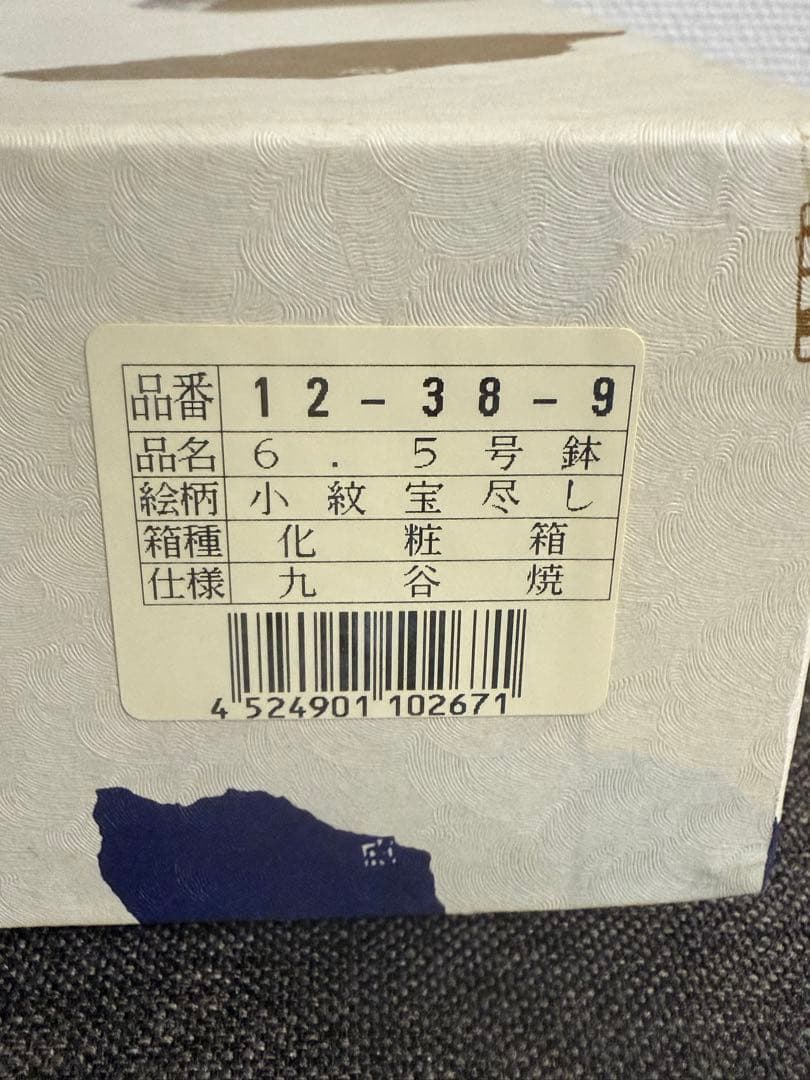 品番 12-38-9
品名 6.5号鉢
絵柄 小紋宝尽し
箱種 化粧箱
仕様 九谷焼
4 524901 102671